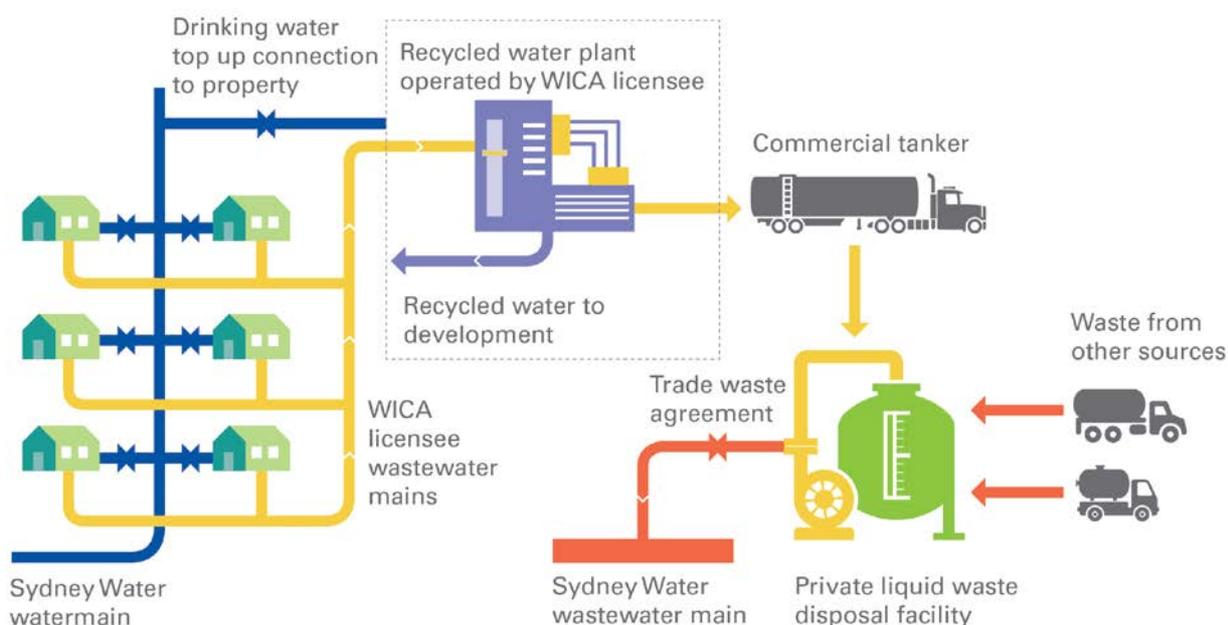 Drinking water
top up connection
to property
Recycled water plant
operated by WICA licensee
Commercial tanker
Recycled water to
development
Waste from
other sources
Trade waste
agreement
WICA
licensee
wastewater
mains
Sydney Water
watermain
Sydney Water
wastewater main
Private liquid waste
disposal facility